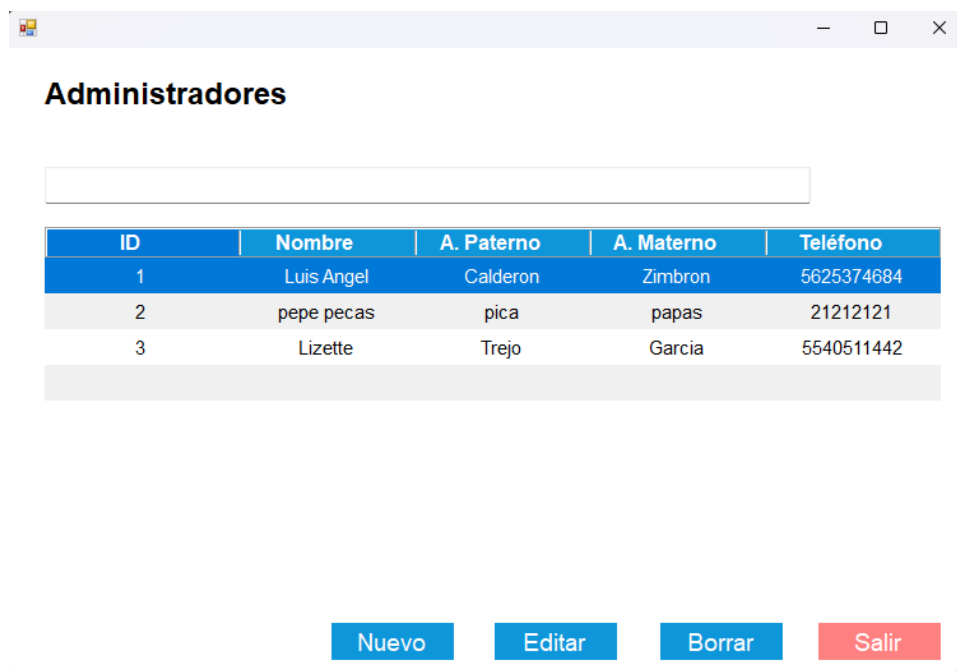 Administradores
ID Nombre A. Paterno A. Materno Teléfono
1 Luis Angel Calderon Zimbron 5625374684
2 pepe pecas pica papas 21212121
3 Lizette Trejo Garcia 5540511442
Nuevo Editar Borrar Salir